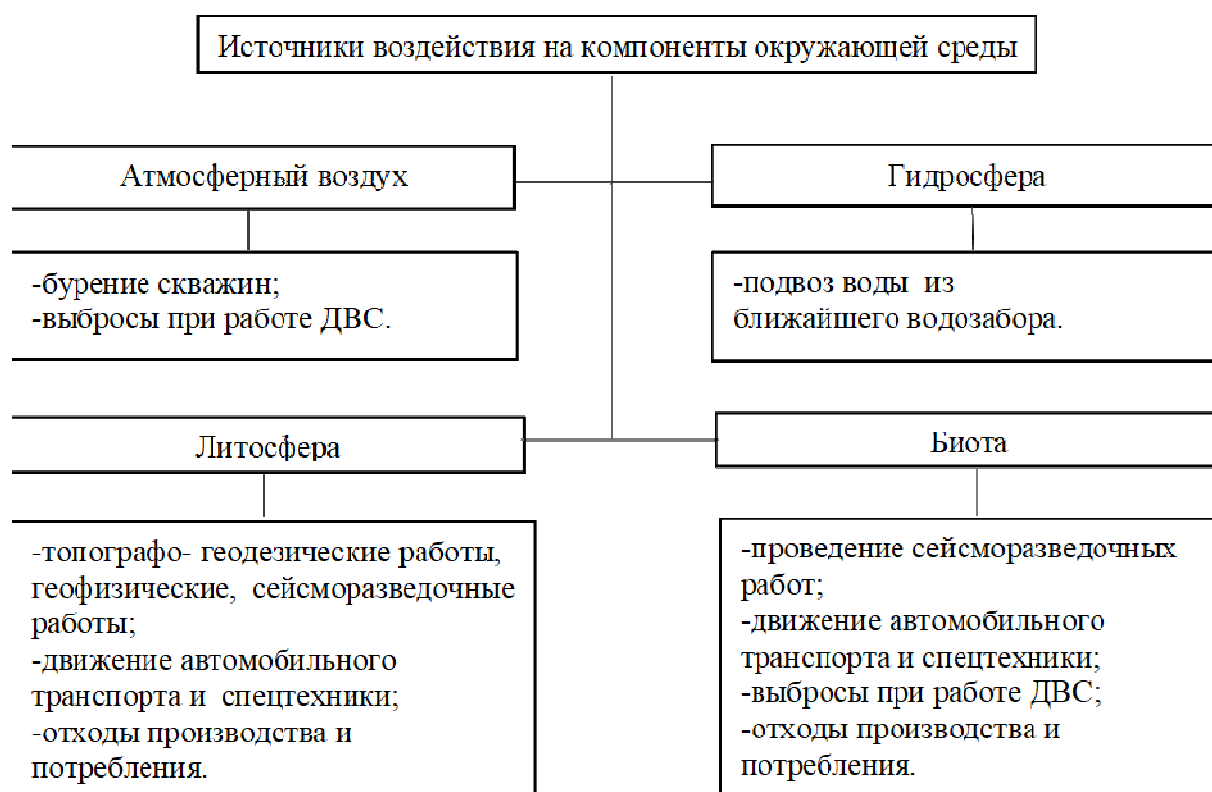 Источники воздействия на компоненты окружающей среды
Атмосферный воздух
Гидросфера
-бурение скважин;
-выбросы при работе ДВС.
-подвоз воды из
ближайшего водозабора.
Литосфера
Биота
-топографо- геодезические работы,
геофизические, сейсморазведочные
работы;
-движение автомобильного
транспорта и спецтехники;
-отходы производства и
потребления.
-проведение сейсморазведочных
работ;
-движение автомобильного
транспорта и спецтехники;
-выбросы при работе ДВС;
-отходы производства и
потребления.